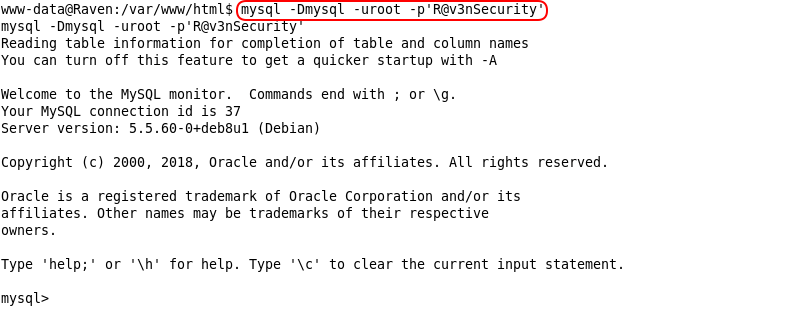 www-data@Raven:/var/www/html$ mysql -Dmysql -uroot -p'R@v3nSecurity'
mysql -Dmysql -uroot -p'R@v3nSecurity'
Reading table information for completion of table and column names
You can turn off this feature to get a quicker startup with -A
Welcome to the MySQL monitor.  Commands end with ; or \g.
Your MySQL connection id is 37
Server version: 5.5.60-0+deb8u1 (Debian)
Copyright (c) 2000, 2018, Oracle and/or its affiliates. All rights reserved.
Oracle is a registered trademark of Oracle Corporation and/or its
affiliates. Other names may be trademarks of their respective
owners.
Type 'help;' or '\h' for help. Type '\c' to clear the current input statement.
mysql>